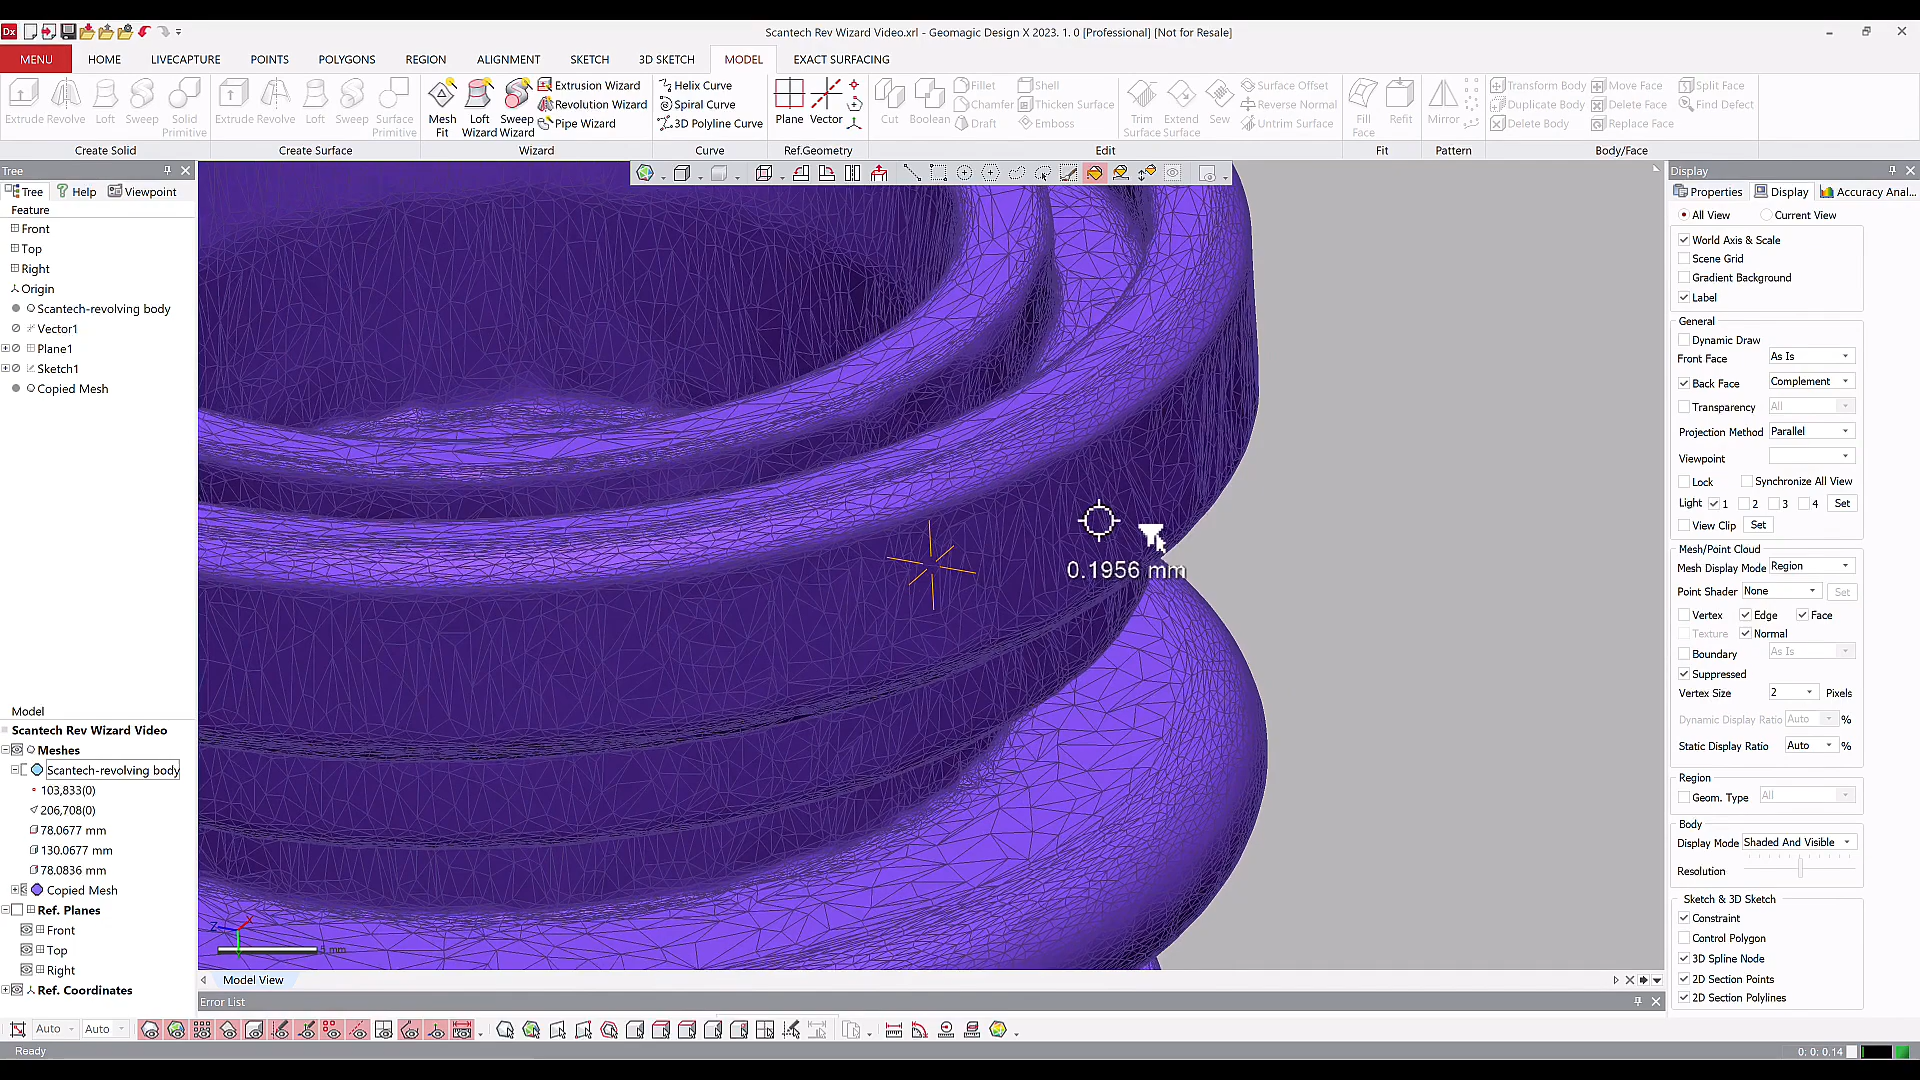 Dx
Scantech Rev Wizard Video.xrl - Geomagic Design X 2023. 1. 0 [Professional] [Not for Resale]
MENU HOME LIVECAPTURE POINTS POLYGONS REGION ALIGNMENT SKETCH 3D SKETCH MODEL EXACT SURFACING
Extrude Revolve Loft Sweep Solid Primitive
Extrude Revolve Loft Sweep Surface Primitive
Mesh Fit Loft Wizard Sweep Wizard
Extrusion Wizard
Revolution Wizard
Pipe Wizard
Helix Curve
Spiral Curve
3D Polyline Curve
Plane Vector
Cut Boolean
Fillet Shell
Chamfer Thicken Surface
Draft Emboss
Trim Surface Extend Surface Sew
Surface Offset
Reverse Normal
Untrim Surface
Fill Face Refit
Mirror
Transform Body Move Face Split Face
Duplicate Body Delete Face Find Defect
Delete Body Replace Face
Create Solid Create Surface Wizard Curve Ref.Geometry Edit Fit Pattern Body/Face
Tree
Tree Help Viewpoint
Feature
Front
Top
Right
Origin
Scantech-revolving body
Vector1
Plane1
Sketch1
Copied Mesh
Model
Scantech Rev Wizard Video
Meshes
Scantech-revolving body
103,833(0)
206,708(0)
78.0677 mm
130.0677 mm
78.0836 mm
Copied Mesh
Ref. Planes
Front
Top
Right
Ref. Coordinates
0.1956 mm
X
Z
5 mm
Model View
Error List
Display
Properties Display Accuracy Anal...
All View Current View
World Axis & Scale
Scene Grid
Gradient Background
Label
General
Dynamic Draw
Front Face As Is
Back Face Complement
Transparency All
Projection Method Parallel
Viewpoint
Lock Synchronize All View
Light 1 2 3 4 Set
View Clip Set
Mesh/Point Cloud
Mesh Display Mode Region
Point Shader None Set
Vertex Edge Face
Texture Normal
Boundary As Is
Suppressed
Vertex Size 2 Pixels
Dynamic Display Ratio Auto %
Static Display Ratio Auto %
Region
Geom. Type All
Body
Display Mode Shaded And Visible
Resolution
Sketch & 3D Sketch
Constraint
Control Polygon
3D Spline Node
2D Section Points
2D Section Polylines
Auto Auto
Ready
0: 0: 0.14